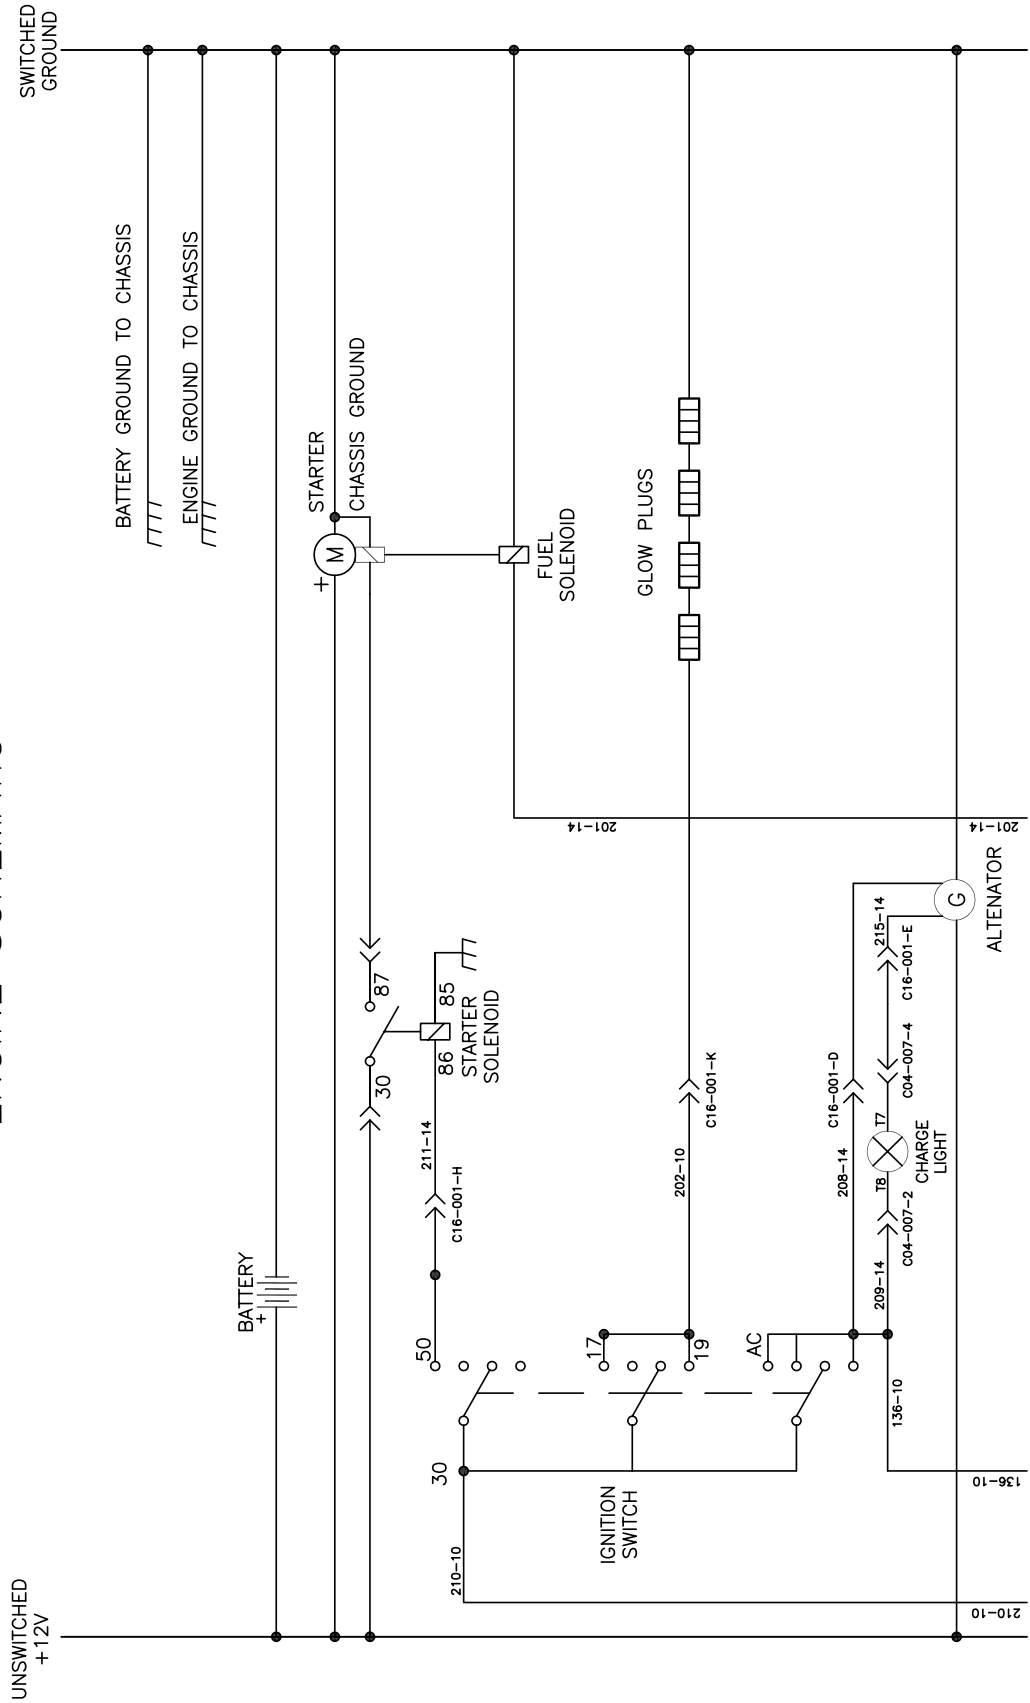 SWITCHED
GROUND
BATTERY GROUND TO CHASSIS
ENGINE GROUND TO CHASSIS
STARTER
CHASSIS GROUND
+
M
FUEL
SOLENOID
GLOW PLUGS
201-14
201-14
ALTENATOR
G
215-14
C16-001-E
C04-007-4
T7
CHARGE
LIGHT
T8
C04-007-2
209-14
C16-001-D
208-14
C16-001-K
202-10
87
85
86
30
STARTER
SOLENOID
211-14
C16-001-H
BATTERY
+
50
17
19
AC
136-10
136-10
30
IGNITION
SWITCH
210-10
210-10
UNSWITCHED
+12V